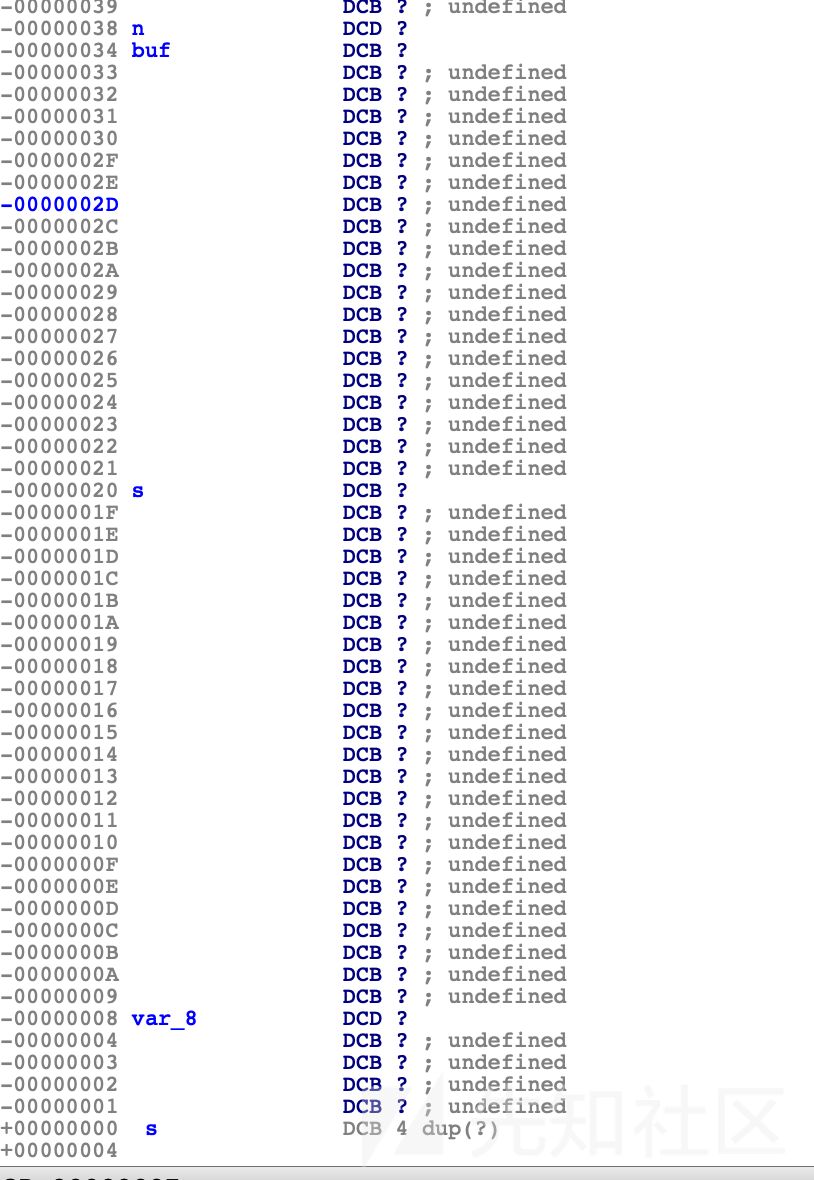 -00000039 DCB ? ; undefined
-00000038 n DCD ?
-00000034 buf DCB ?
-00000033 DCB ? ; undefined
-00000032 DCB ? ; undefined
-00000031 DCB ? ; undefined
-00000030 DCB ? ; undefined
-0000002F DCB ? ; undefined
-0000002E DCB ? ; undefined
-0000002D DCB ? ; undefined
-0000002C DCB ? ; undefined
-0000002B DCB ? ; undefined
-0000002A DCB ? ; undefined
-00000029 DCB ? ; undefined
-00000028 DCB ? ; undefined
-00000027 DCB ? ; undefined
-00000026 DCB ? ; undefined
-00000025 DCB ? ; undefined
-00000024 DCB ? ; undefined
-00000023 DCB ? ; undefined
-00000022 DCB ? ; undefined
-00000021 DCB ? ; undefined
-00000020 s DCB ?
-0000001F DCB ? ; undefined
-0000001E DCB ? ; undefined
-0000001D DCB ? ; undefined
-0000001C DCB ? ; undefined
-0000001B DCB ? ; undefined
-0000001A DCB ? ; undefined
-00000019 DCB ? ; undefined
-00000018 DCB ? ; undefined
-00000017 DCB ? ; undefined
-00000016 DCB ? ; undefined
-00000015 DCB ? ; undefined
-00000014 DCB ? ; undefined
-00000013 DCB ? ; undefined
-00000012 DCB ? ; undefined
-00000011 DCB ? ; undefined
-00000010 DCB ? ; undefined
-0000000F DCB ? ; undefined
-0000000E DCB ? ; undefined
-0000000D DCB ? ; undefined
-0000000C DCB ? ; undefined
-0000000B DCB ? ; undefined
-0000000A DCB ? ; undefined
-00000009 DCB ? ; undefined
-00000008 var_8 DCD ?
-00000004 DCB ? ; undefined
-00000003 DCB ? ; undefined
-00000002 DCB ? ; undefined
-00000001 DCB ? ; undefined
+00000000 s DCB 4 dup(?)
+00000004
先知社区